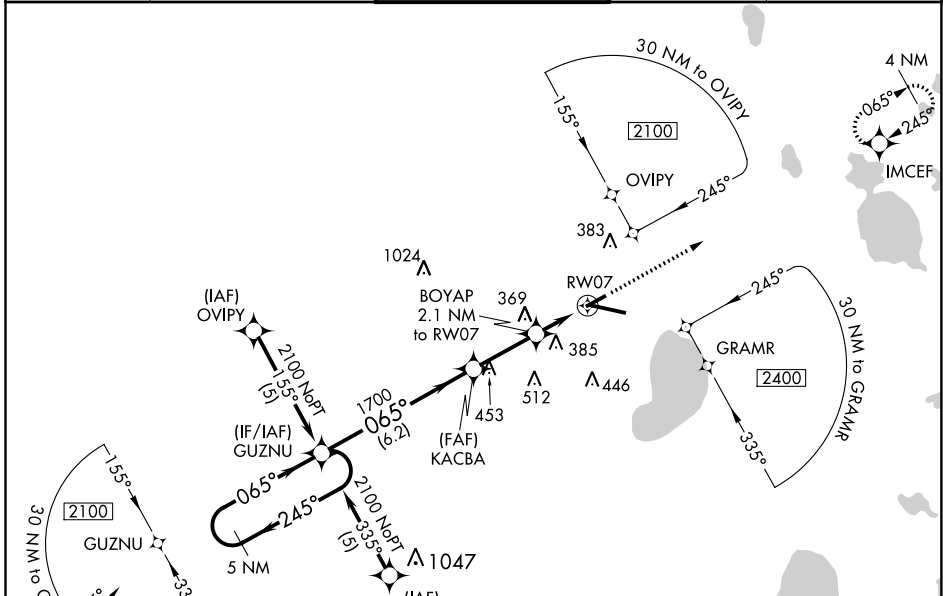 30 NM to OVIPY
4 NM
155°
2100
065°
245°
IMCEF
OVIPY
245°
383
1024
RW07
245°
(IAF)
OVIPY
BOYAP
2.1 NM
to RW07
369
30 NM to GRAMR
385
GRAMR
2100 NoPT
155°
(5)
512
446
2400
1700
065°
(6.2)
453
(IF/IAF)
GUZNU
(FAF)
KACBA
335°
155°
065°
245°
2100 NoPT
335°
(5)
2100
30 NM to
GUZNU
5 NM
1047